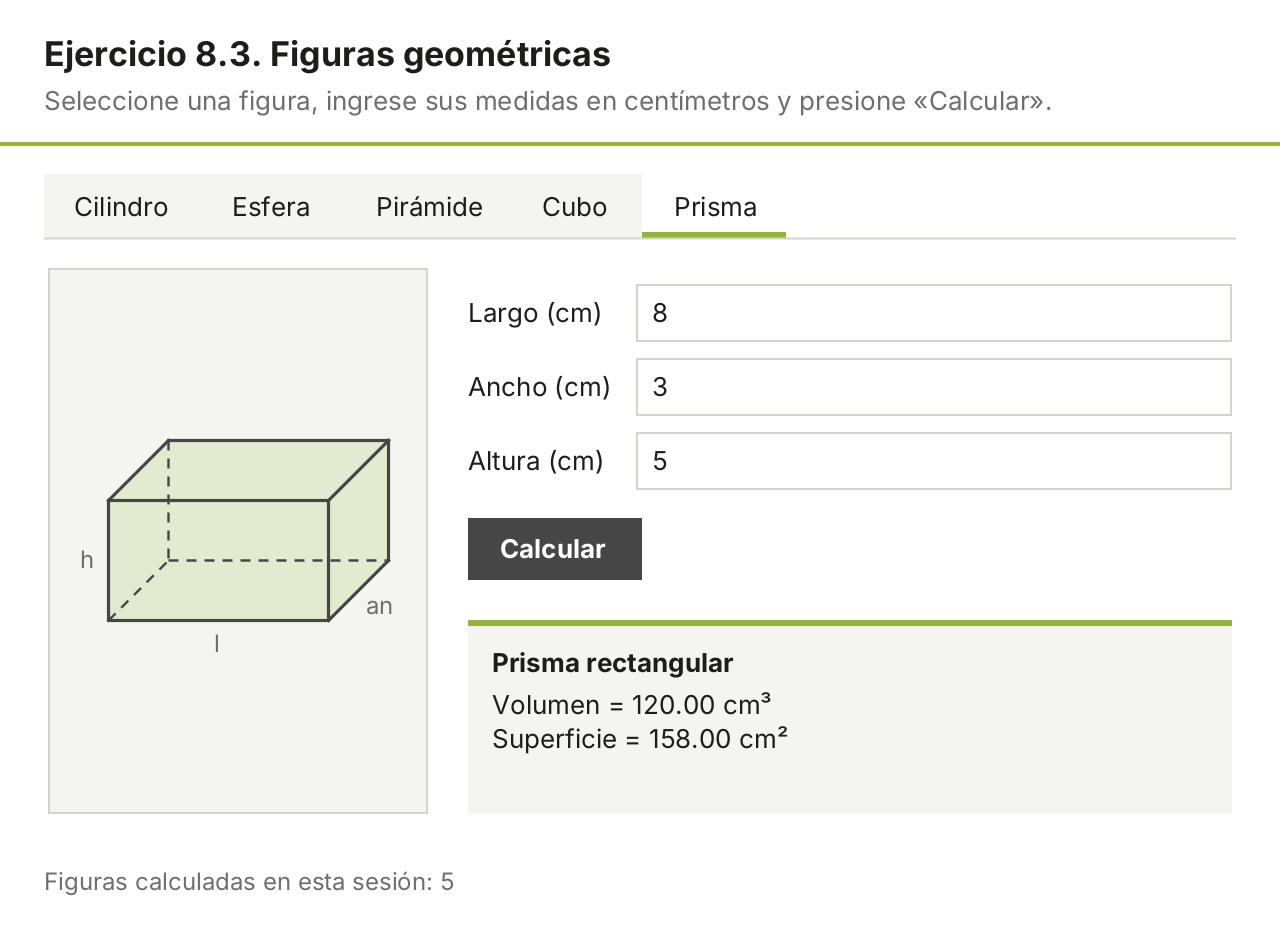 Ejercicio 8.3. Figuras geométricas
Seleccione una figura, ingrese sus medidas en centímetros y presione «Calcular».
Cilindro Esfera Pirámide Cubo Prisma
Largo (cm) 8
Ancho (cm) 3
Altura (cm) 5
h
an
l
Calcular
Prisma rectangular
Volumen = 120.00 cm³
Superficie = 158.00 cm²
Figuras calculadas en esta sesión: 5